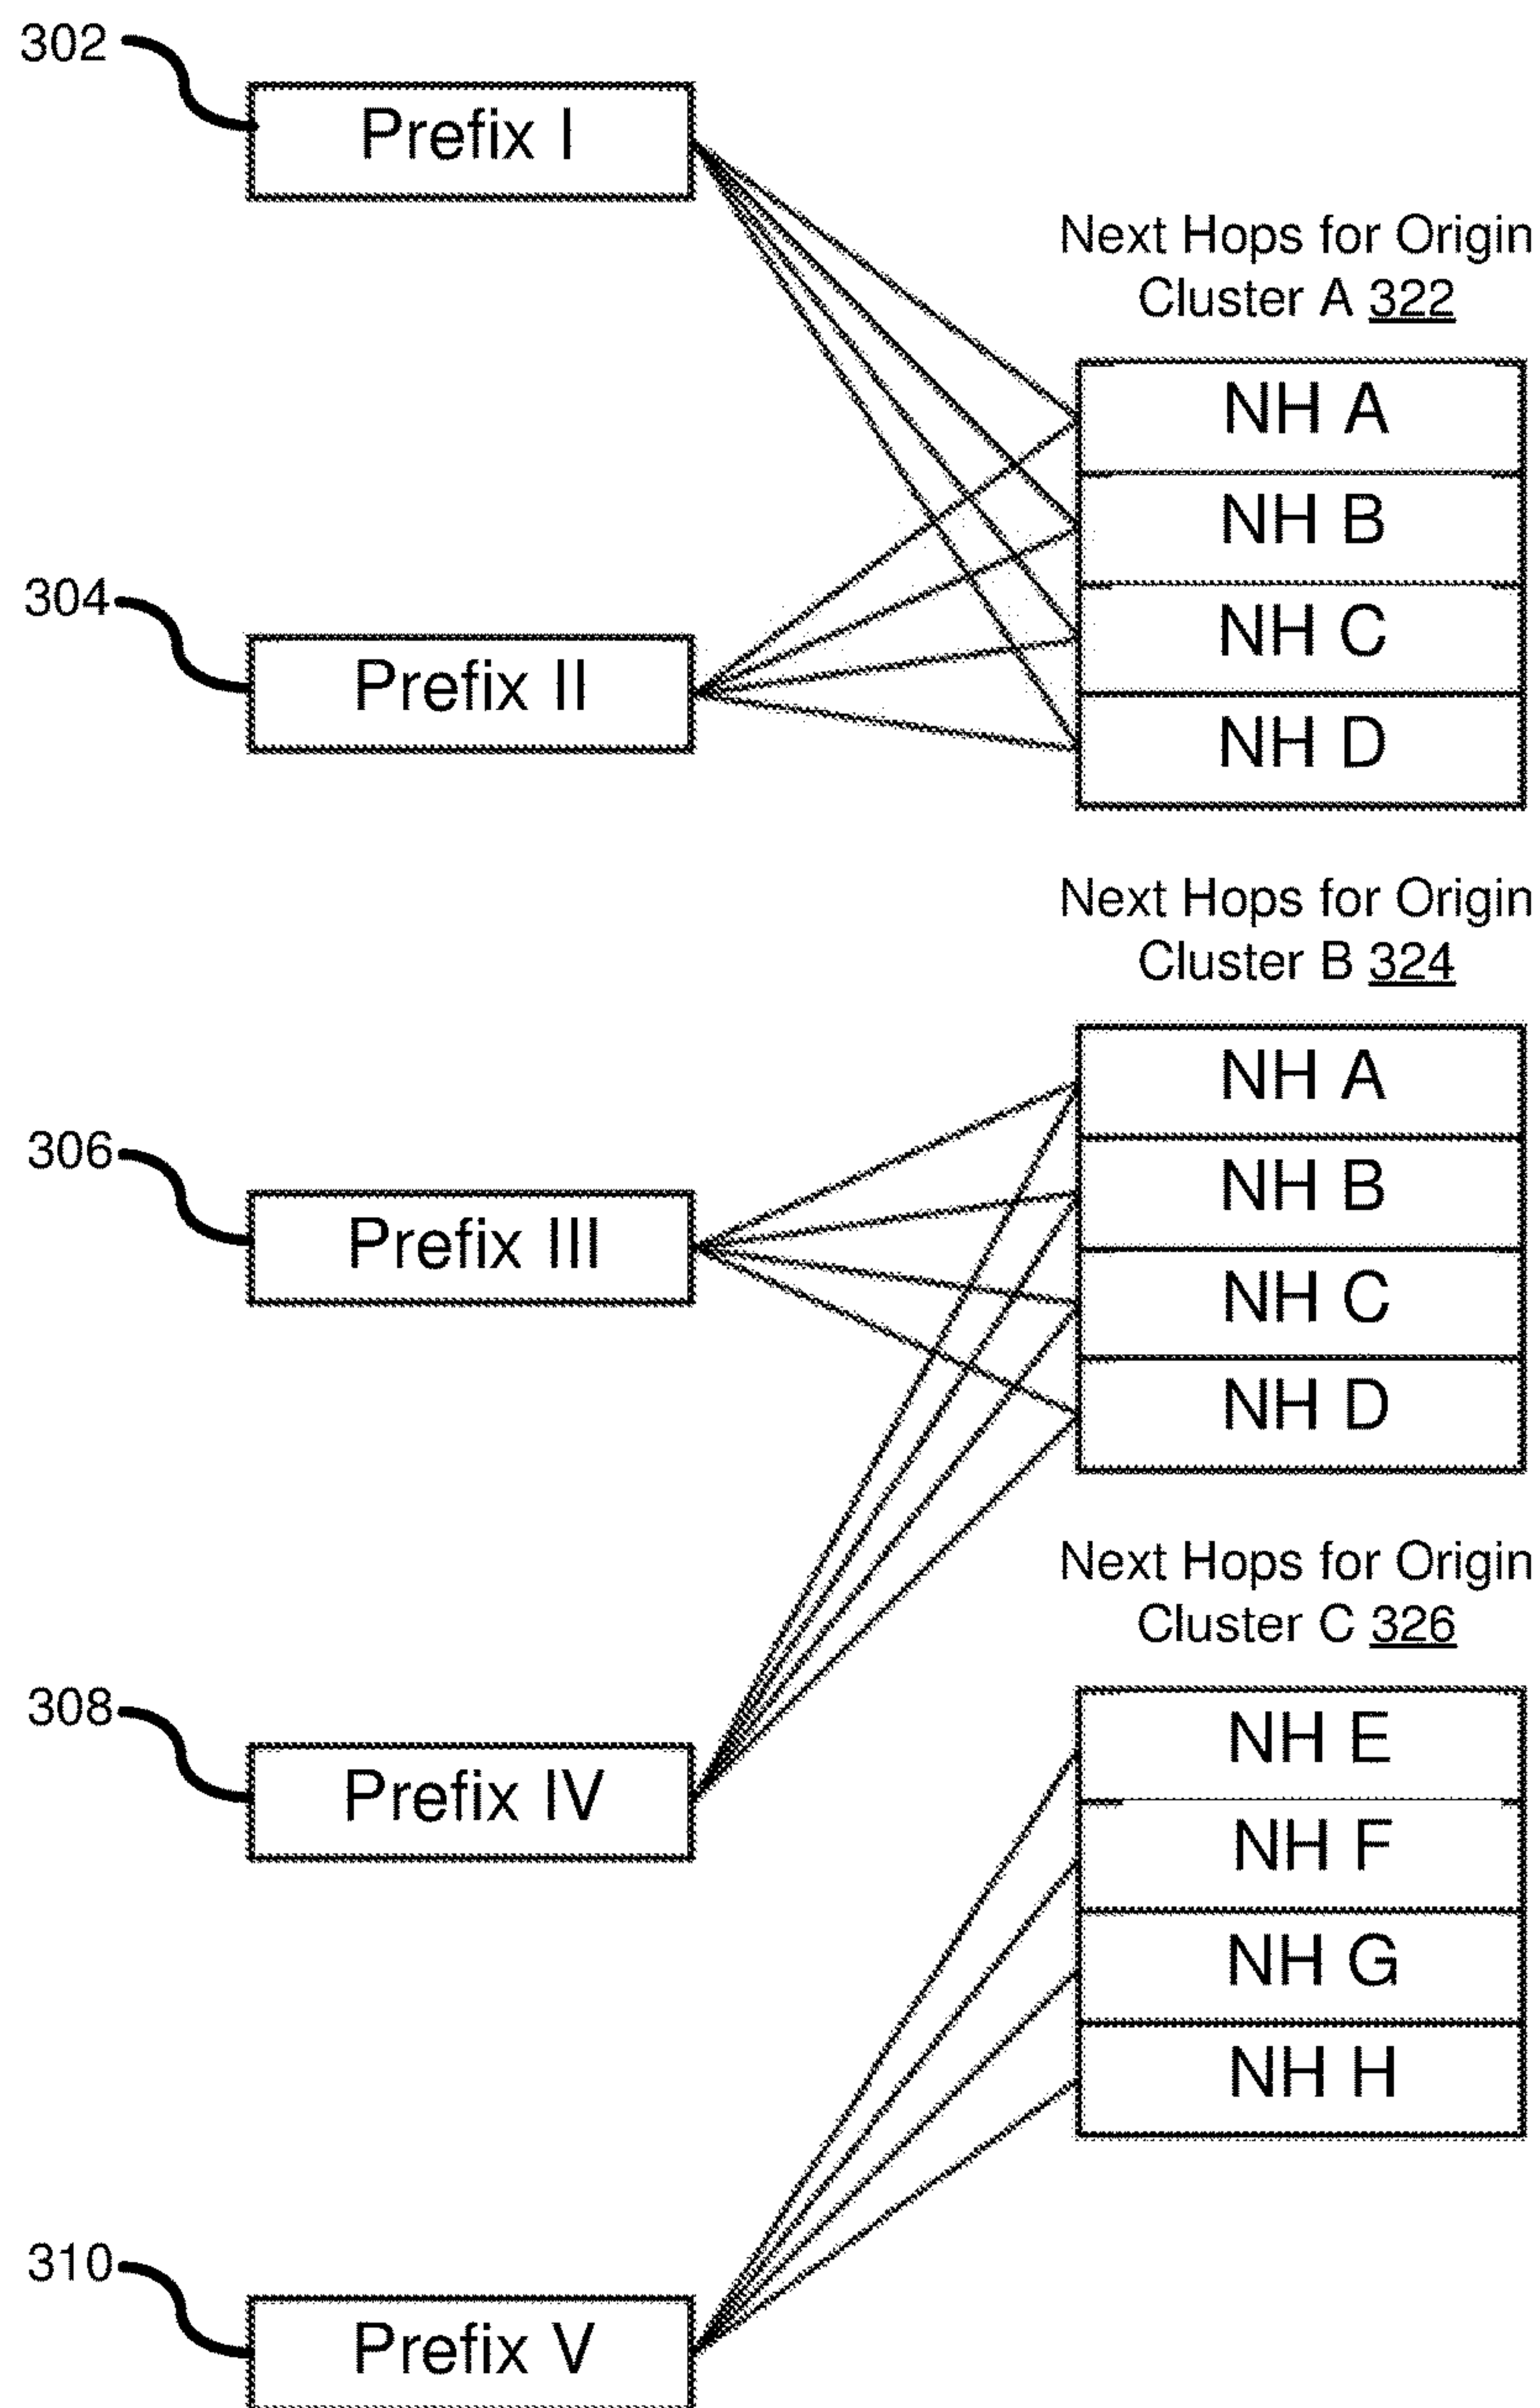 302
Prefix I
Next Hops for Origin
Cluster A 322
NH A
NH B
NH C
NH D
304
Prefix II
Next Hops for Origin
Cluster B 324
NH A
NH B
NH C
NH D
306
Prefix III
308
Prefix IV
Next Hops for Origin
Cluster C 326
NH E
NH F
NH G
NH H
310
Prefix V